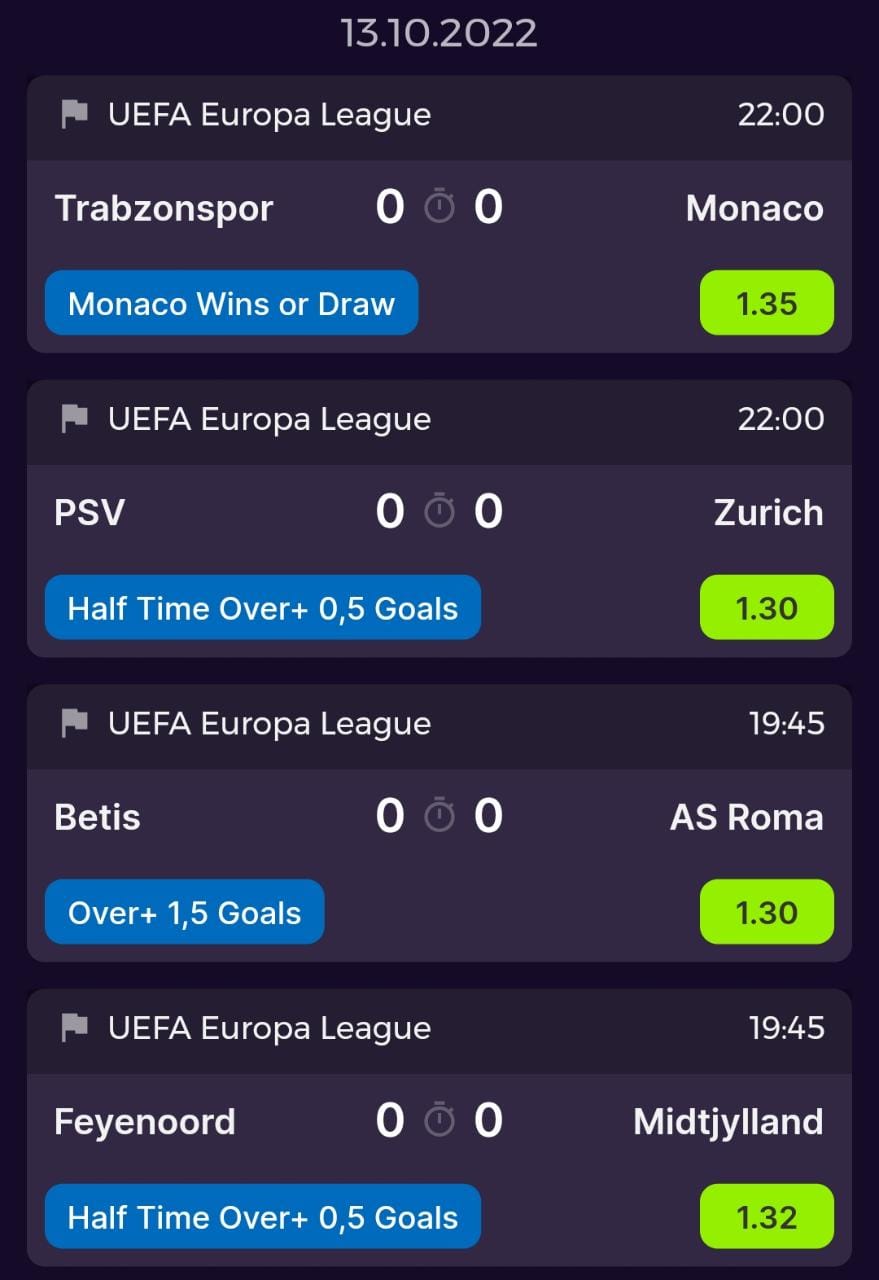 13.10.2022
UEFA Europa League 22:00
Trabzonspor 0 0 Monaco
Monaco Wins or Draw 1.35
UEFA Europa League 22:00
PSV 0 0 Zurich
Half Time Over+ 0,5 Goals 1.30
UEFA Europa League 19:45
Betis 0 0 AS Roma
Over+ 1,5 Goals 1.30
UEFA Europa League 19:45
Feyenoord 0 0 Midtjylland
Half Time Over+ 0,5 Goals 1.32